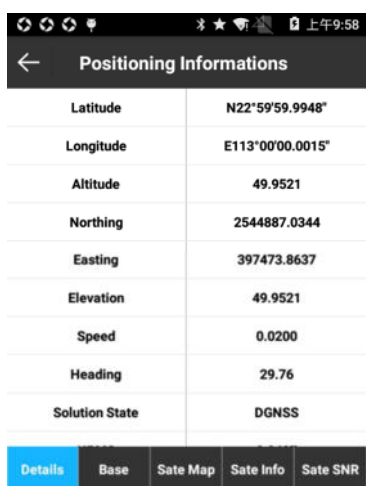 上午9:58
Positioning Informations
Latitude N22°59'59.9948"
Longitude E113°00'00.0015"
Altitude 49.9521
Northing 2544887.0344
Easting 397473.8637
Elevation 49.9521
Speed 0.0200
Heading 29.76
Solution State DGNSS
Details Base Sate Map Sate Info Sate SNR